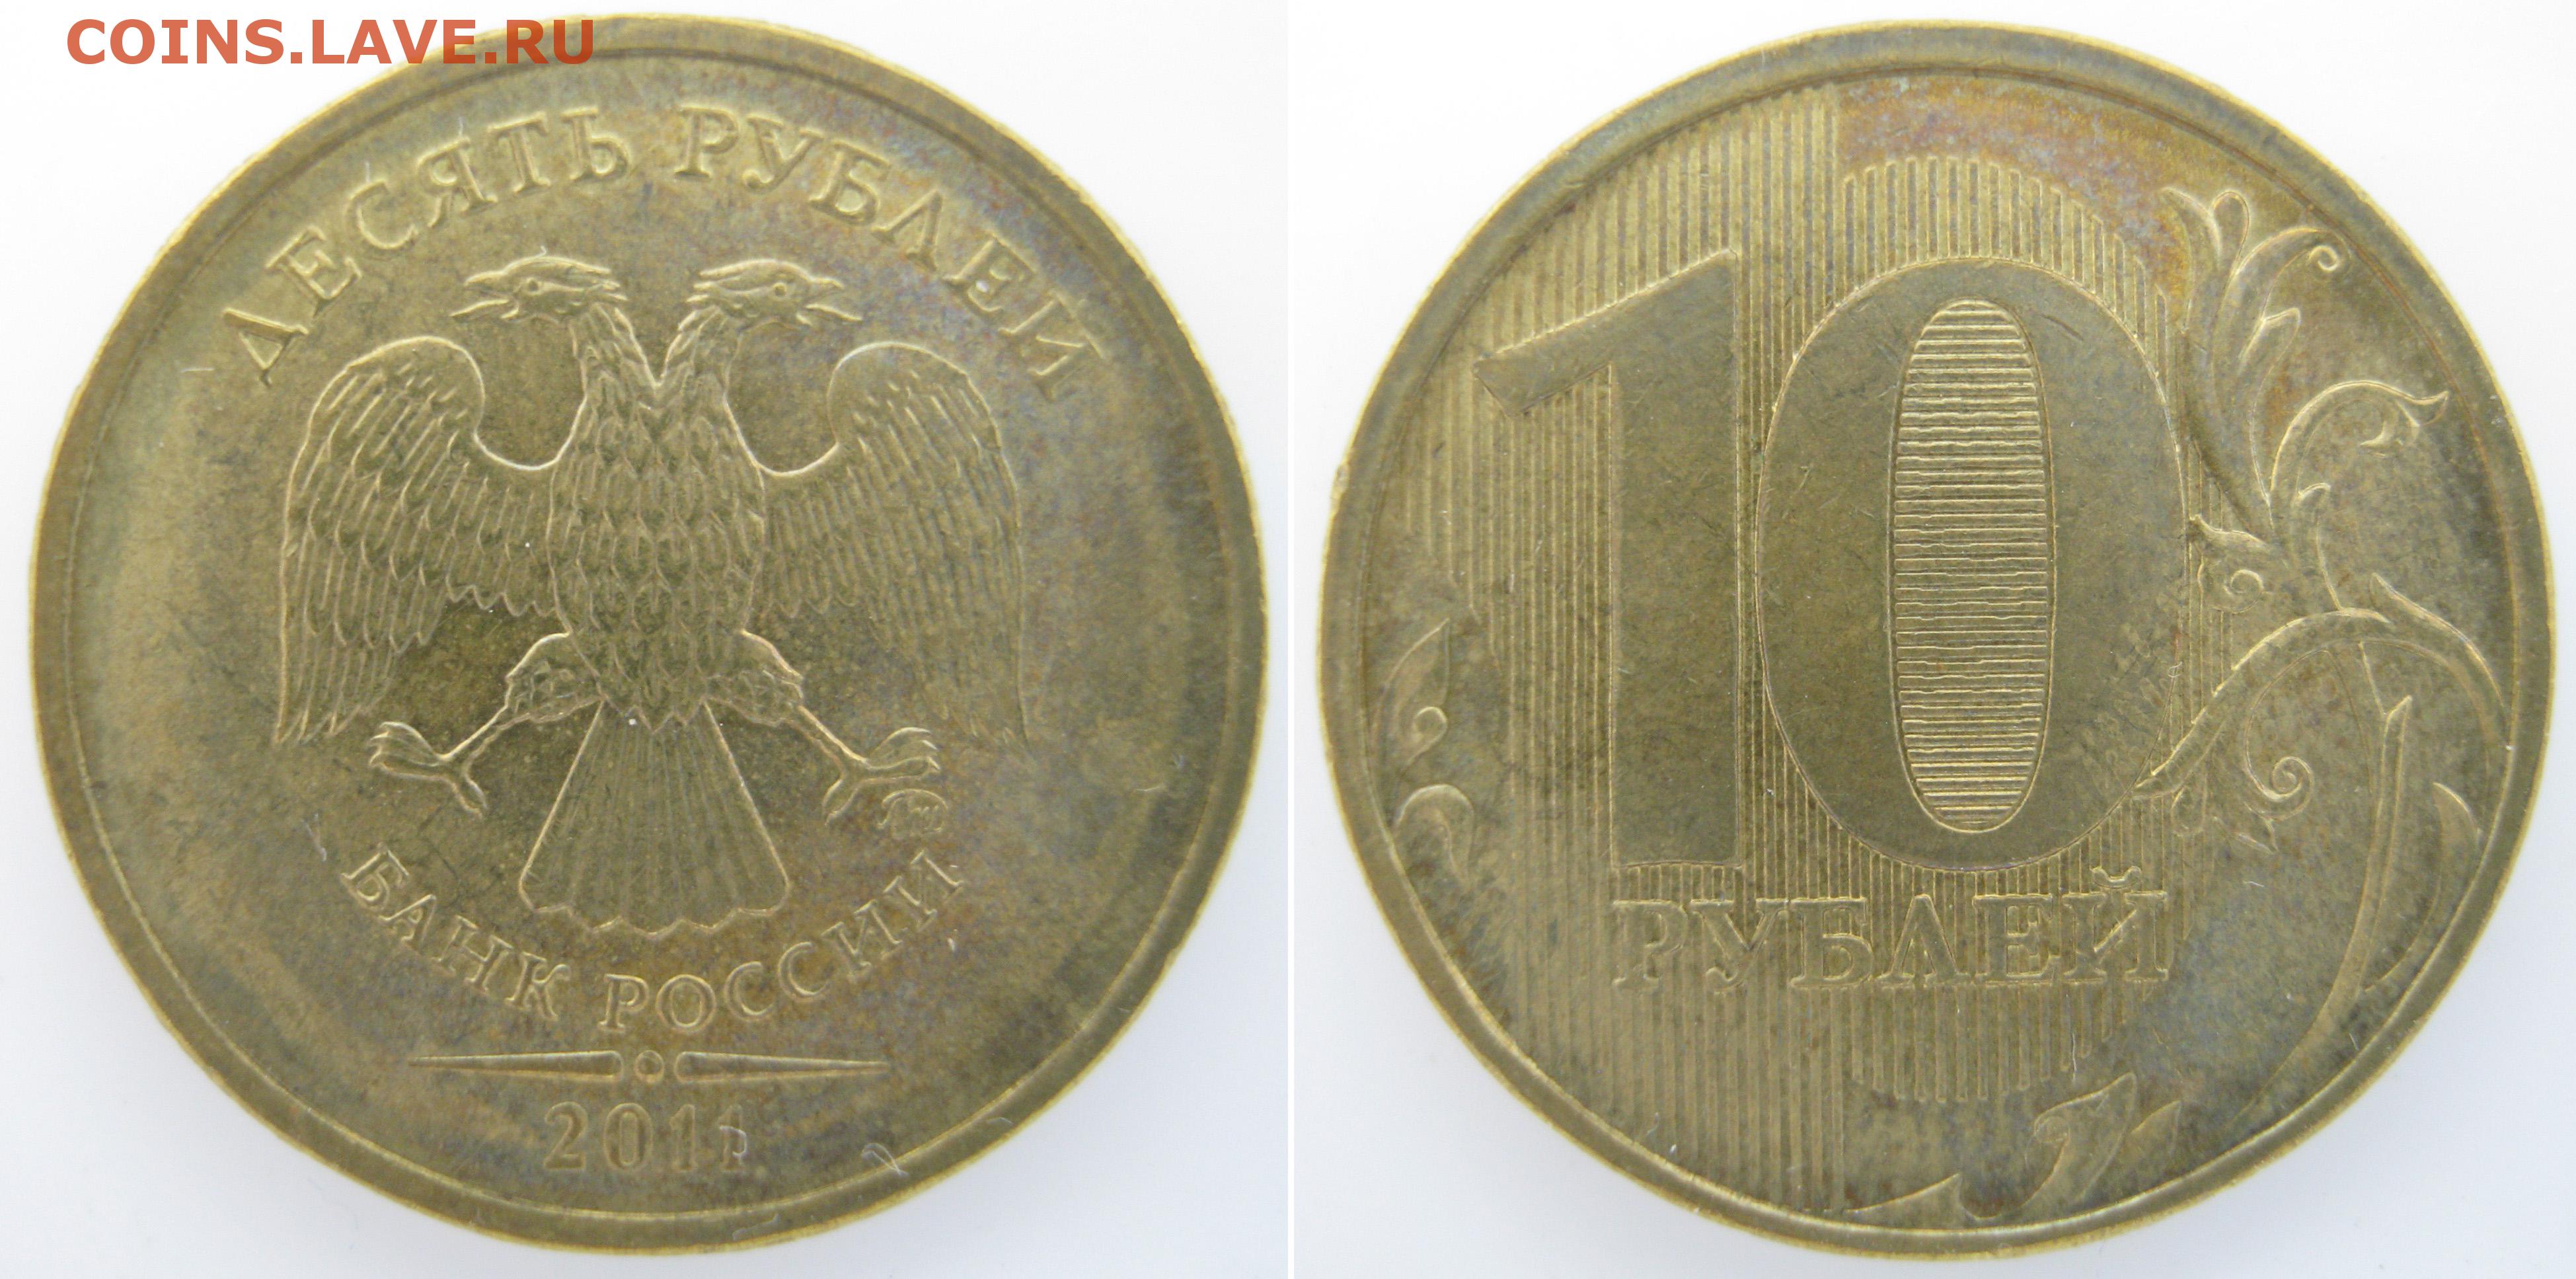 COINS.LAVE.RU
ДЕСЯТЬ РУБЛЕЙ
БАНК РОССИИ
2011
10
РУБЛЕЙ